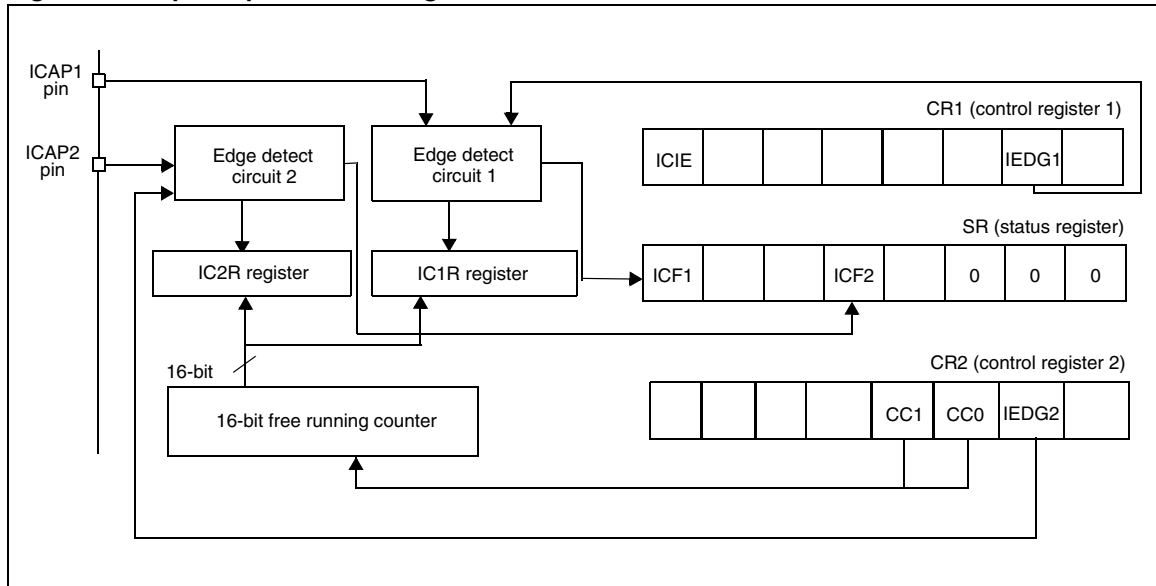 ICAP1
pin
ICAP2
pin
Edge detect
circuit 2
Edge detect
circuit 1
CR1 (control register 1)
ICIE
IEDG1
IC2R register
IC1R register
SR (status register)
ICF1
ICF2
0
0
0
16-bit
16-bit free running counter
CR2 (control register 2)
CC1
CC0
IEDG2